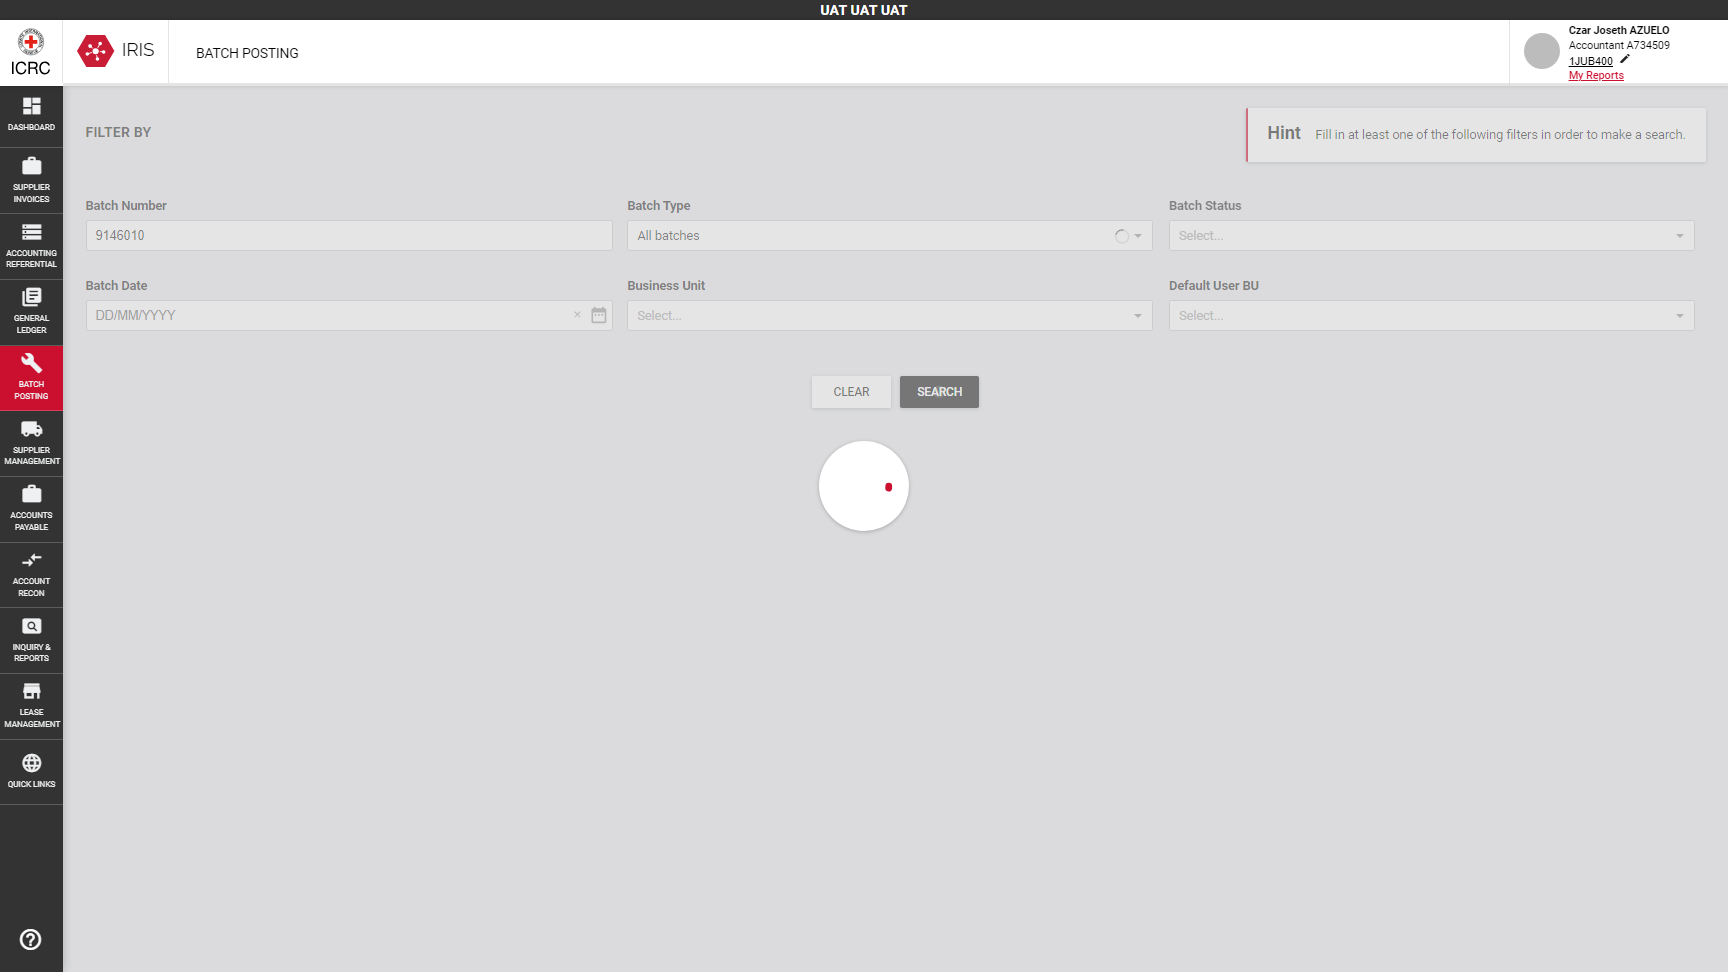 UAT UAT UAT
ICRC
IRIS
BATCH POSTING
Czar Joseth AZUELO
Accountant A734509
1JUB400
My Reports
DASHBOARD
SUPPLIER
INVOICES
ACCOUNTING
REFERENTIAL
GENERAL
LEDGER
BATCH
POSTING
SUPPLIER
MANAGEMENT
ACCOUNTS
PAYABLE
ACCOUNT
RECON
INQUIRY &
REPORTS
LEASE
MANAGEMENT
QUICK LINKS
FILTER BY
Hint Fill in at least one of the following filters in order to make a search.
Batch Number
9146010
Batch Type
All batches
Batch Status
Select...
Batch Date
DD/MM/YYYY
Business Unit
Select...
Default User BU
Select...
CLEAR
SEARCH